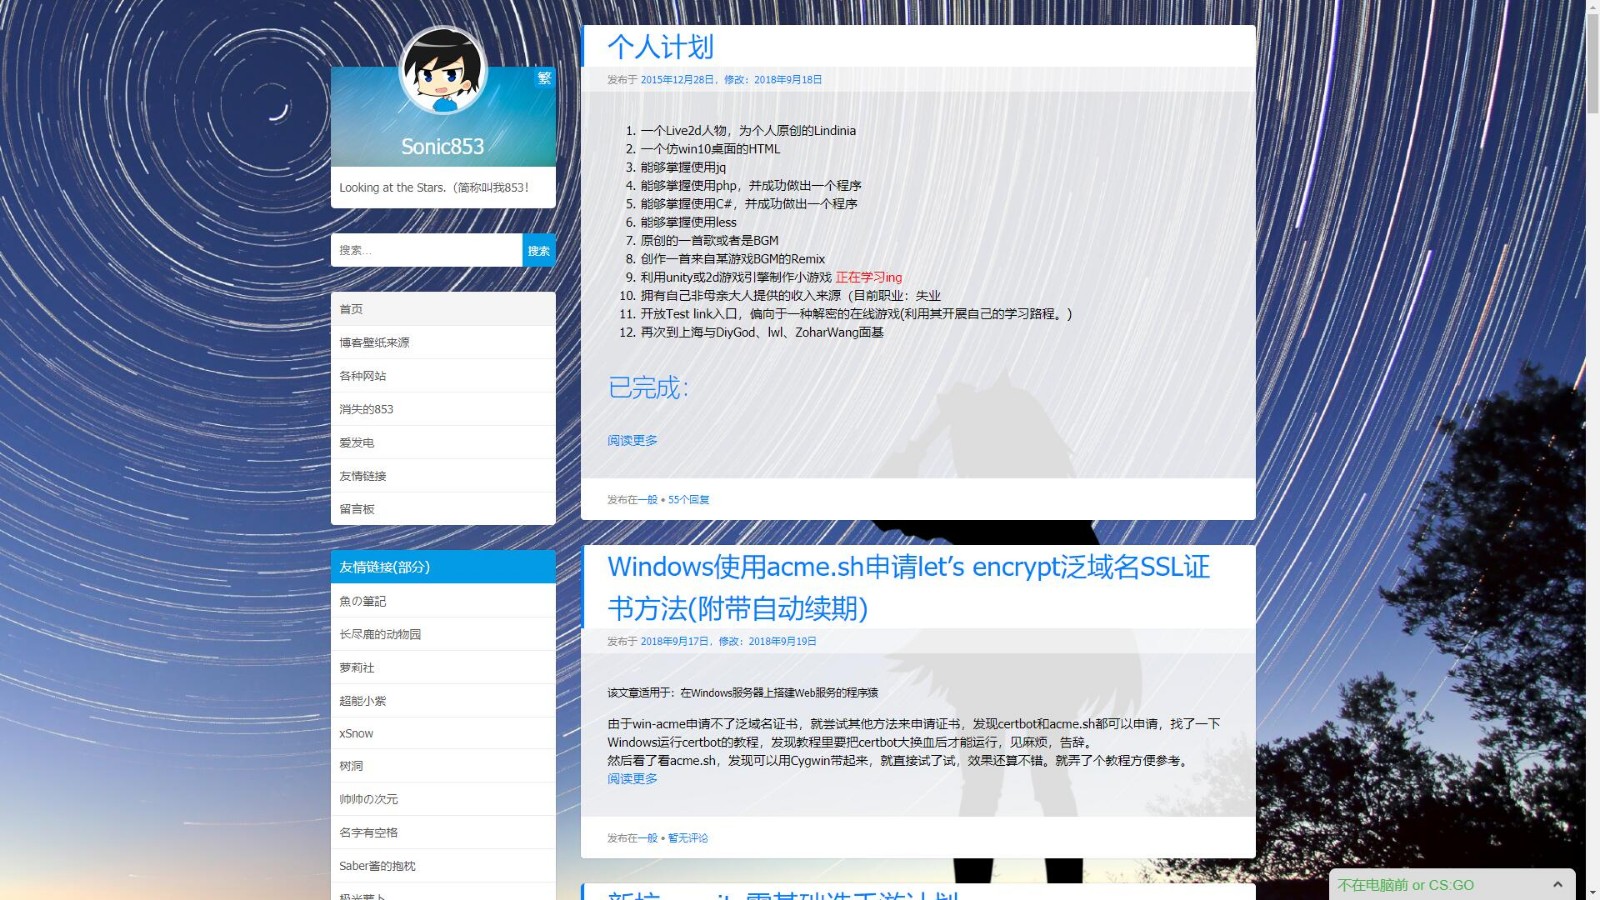 繁
Sonic853
Looking at the Stars.（简称叫我853！
搜索...
搜索
首页
博客壁纸来源
各种网站
消失的853
爱发电
友情链接
留言板
友情链接(部分)
魚の筆記
长尽鹿的动物园
萝莉社
超能小紫
xSnow
树洞
帅帅の次元
名字有空格
Saber酱的抱枕
个人计划
发布于 2015年12月28日，修改：2018年9月18日
1. 一个Live2d人物，为个人原创的Lindinia
2. 一个仿win10桌面的HTML
3. 能够掌握使用jq
4. 能够掌握使用php，并成功做出一个程序
5. 能够掌握使用C#，并成功做出一个程序
6. 能够掌握使用less
7. 原创的一首歌或者是BGM
8. 创作一首来自某游戏BGM的Remix
9. 利用unity或2d游戏引擎制作小游戏 正在学习ing
10. 拥有自己非母亲大人提供的收入来源（目前职业：失业
11. 开放Test link入口，偏向于一种解密的在线游戏(利用其开展自己的学习路程。)
12. 再次到上海与DiyGod、lwl、ZoharWang面基
已完成：
阅读更多
发布在一般 • 55个回复
Windows使用acme.sh申请let’s encrypt泛域名SSL证
书方法(附带自动续期)
发布于 2018年9月17日，修改：2018年9月19日
该文章适用于：在Windows服务器上搭建Web服务的程序猿
由于win-acme申请不了泛域名证书，就尝试其他方法来申请证书，发现certbot和acme.sh都可以申请，找了一下
Windows运行certbot的教程，发现教程里要把certbot大换血后才能运行，见麻烦，告辞。
然后看了看acme.sh，发现可以用Cygwin带起来，就直接试了试，效果还算不错。就弄了个教程方便参考。
阅读更多
发布在一般 • 暂无评论
不在电脑前 or CS:GO